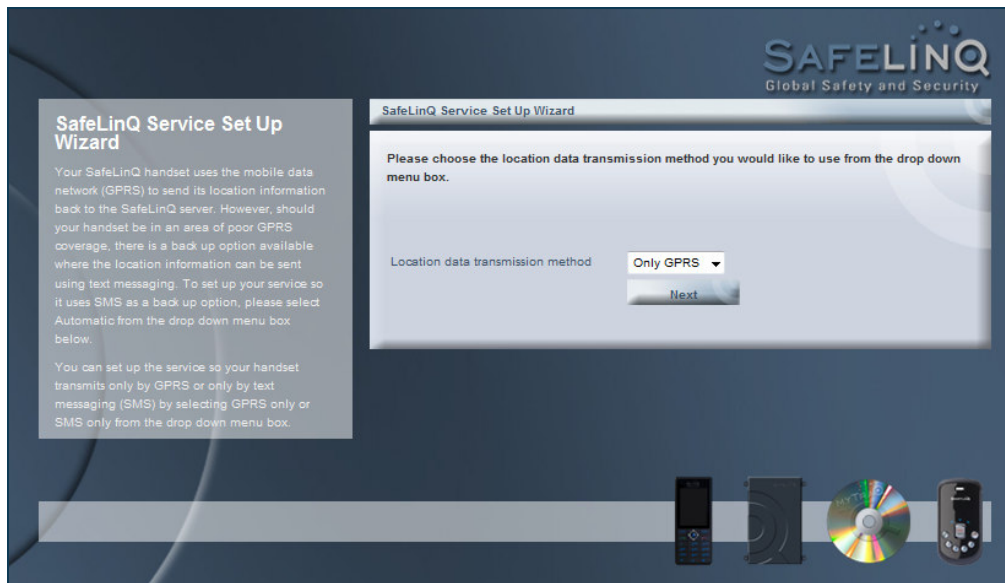 SAFELINQ
Global Safety and Security
SafeLinQ Service Set Up
Wizard
Your SafeLinQ handset uses the mobile data
network (GPRS) to send its location information
back to the SafeLinQ server. However, should
your handset be in an area of poor GPRS
coverage, there is a back up option available
where the location information can be sent
using text messaging. To set up your service so
it uses SMS as a back up option, please select
Automatic from the drop down menu box
below.
You can set up the service so your handset
transmits only by GPRS or only by text
messaging (SMS) by selecting GPRS only or
SMS only from the drop down menu box.
SafeLinQ Service Set Up Wizard
Please choose the location data transmission method you would like to use from the drop down
menu box.
Location data transmission method
Only GPRS
Next